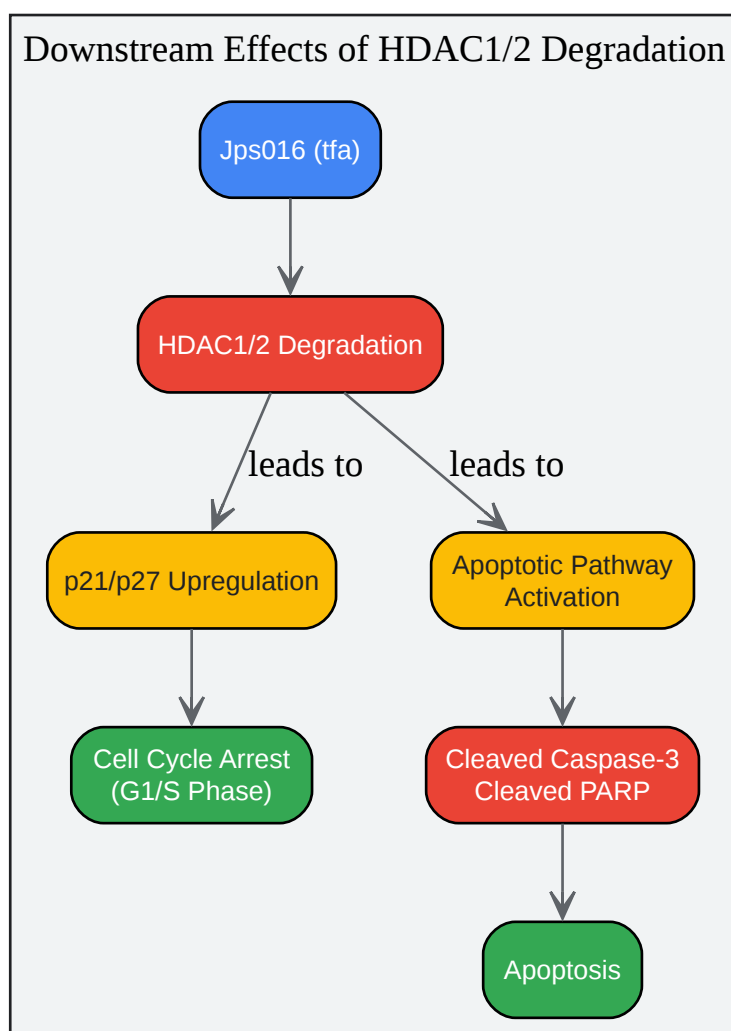 Downstream Effects of HDAC1/2 Degradation
Jps016 (tfa)
HDAC1/2 Degradation
leads to
leads to
p21/p27 Upregulation
Apoptotic Pathway
Activation
Cell Cycle Arrest
(G1/S Phase)
Cleaved Caspase-3
Cleaved PARP
Apoptosis